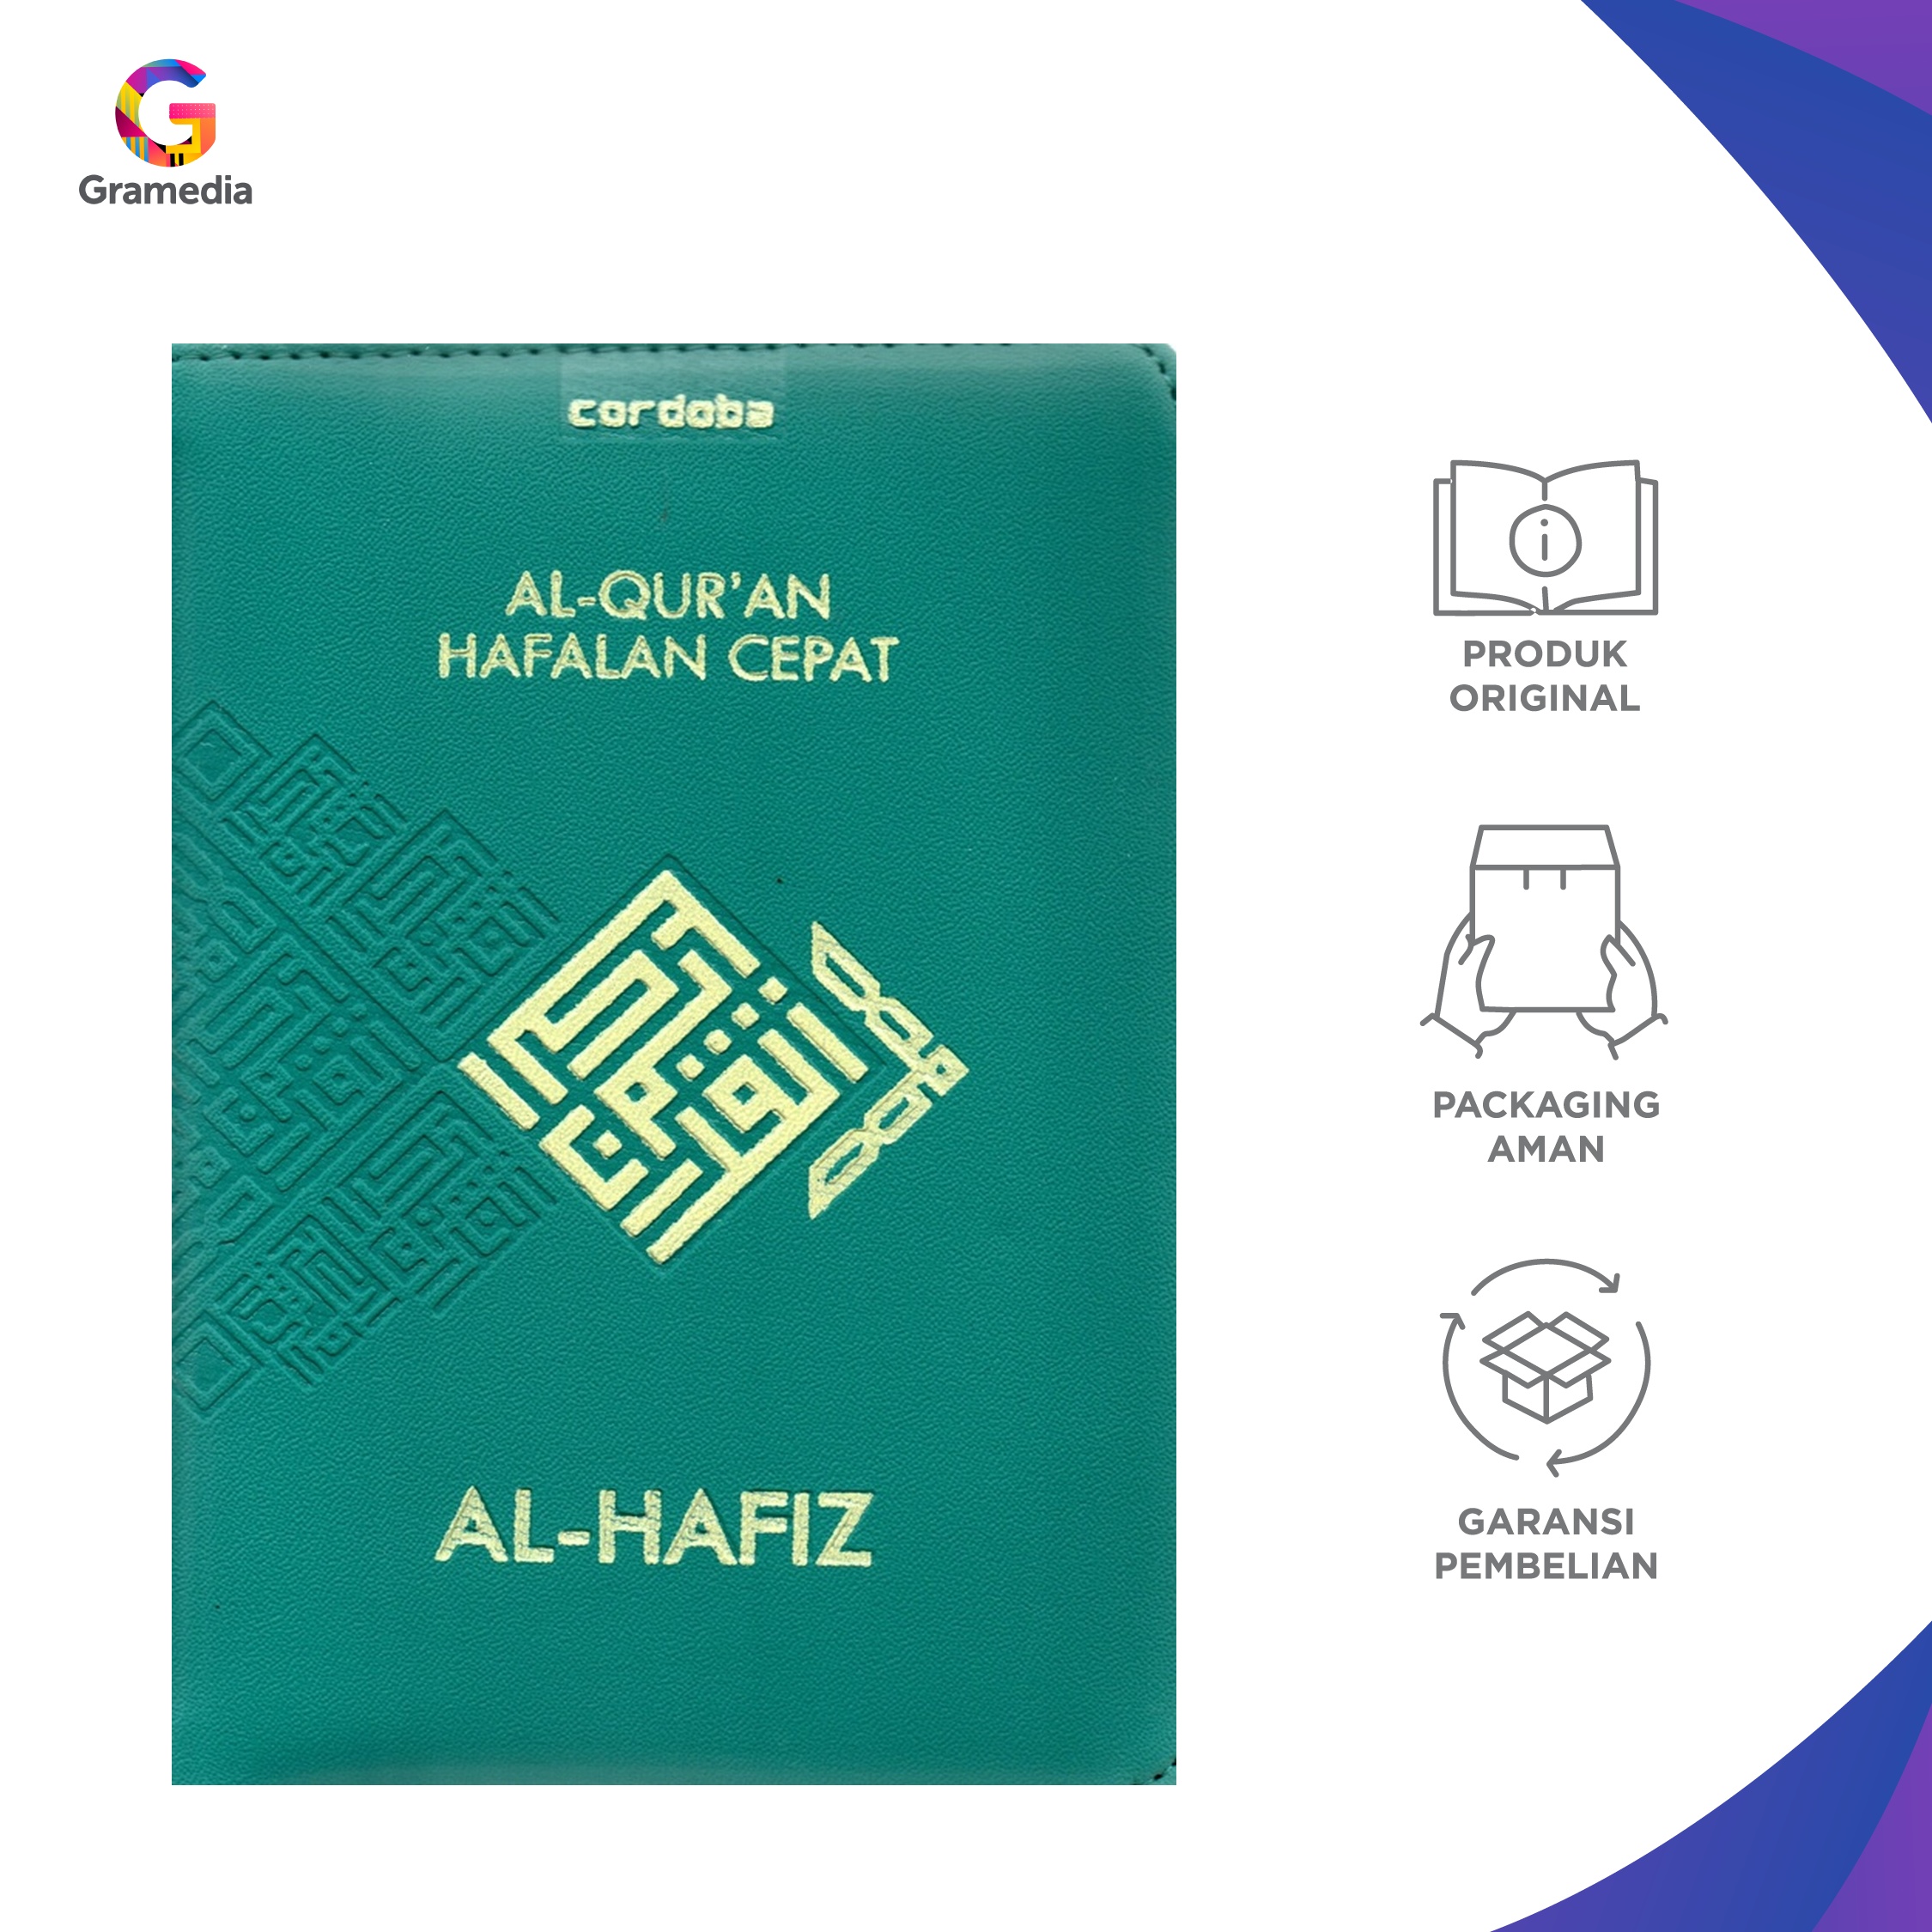 Gramedia
cordoba
AL-QUR'AN
HAFALAN CEPAT
AL-HAFIZ
PRODUK
ORIGINAL
PACKAGING
AMAN
GARANSI
PEMBELIAN